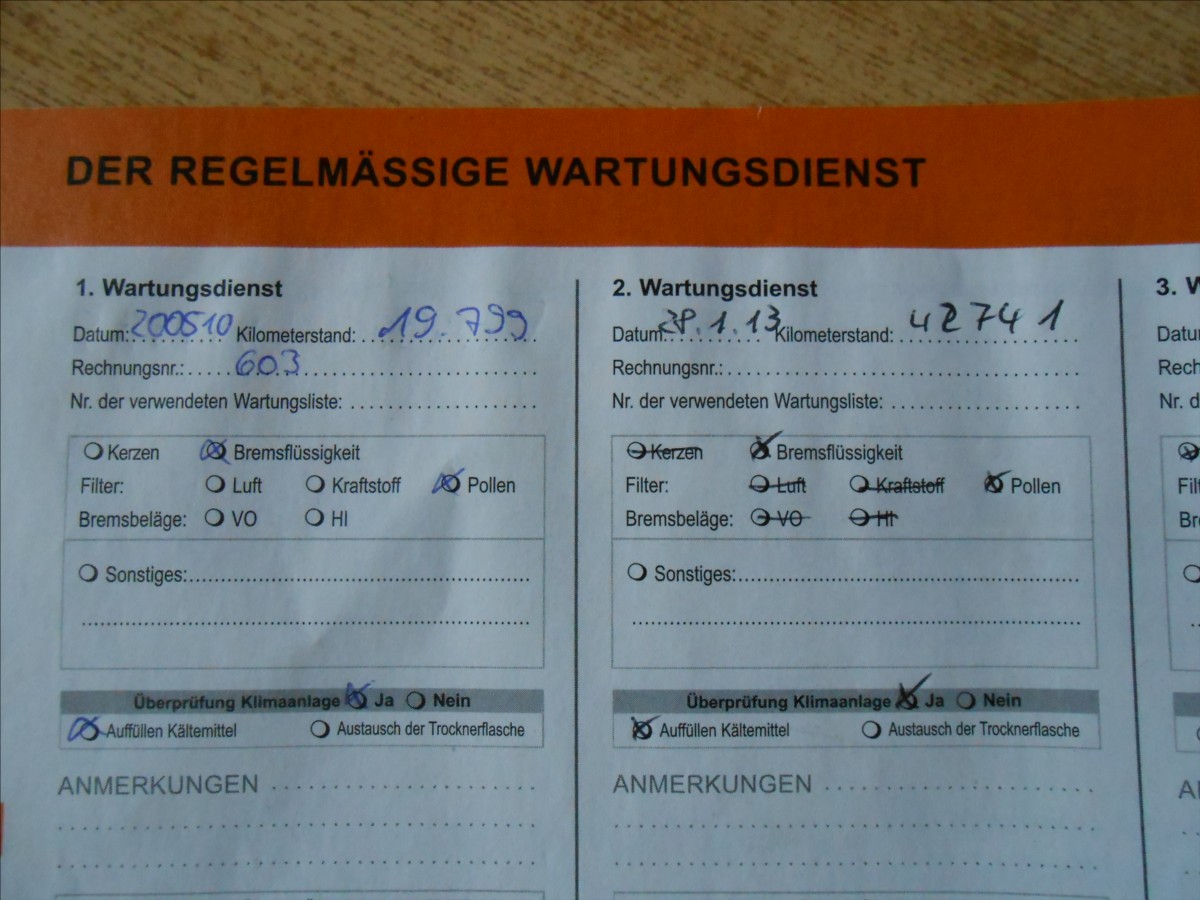 DER REGELMÄSSIGE WARTUNGSDIENST
1. Wartungsdienst
Datum: 200510 Kilometerstand: 19.799
Rechnungsnr.: 603
Nr. der verwendeten Wartungsliste:
Kerzen Bremsflüssigkeit
Filter: Luft Kraftstoff Pollen
Bremsbeläge: VO HI
Sonstiges:
Überprüfung Klimaanlage Ja Nein
Auffüllen Kältemittel Austausch der Trocknerflasche
ANMERKUNGEN
2. Wartungsdienst
Datum: 28.1.13 Kilometerstand: 42741
Rechnungsnr.:
Nr. der verwendeten Wartungsliste:
Kerzen Bremsflüssigkeit
Filter: Luft Kraftstoff Pollen
Bremsbeläge: VO HI
Sonstiges:
Überprüfung Klimaanlage Ja Nein
Auffüllen Kältemittel Austausch der Trocknerflasche
ANMERKUNGEN
3. W
Datu
Rech
Nr. d
Filt
Br
A